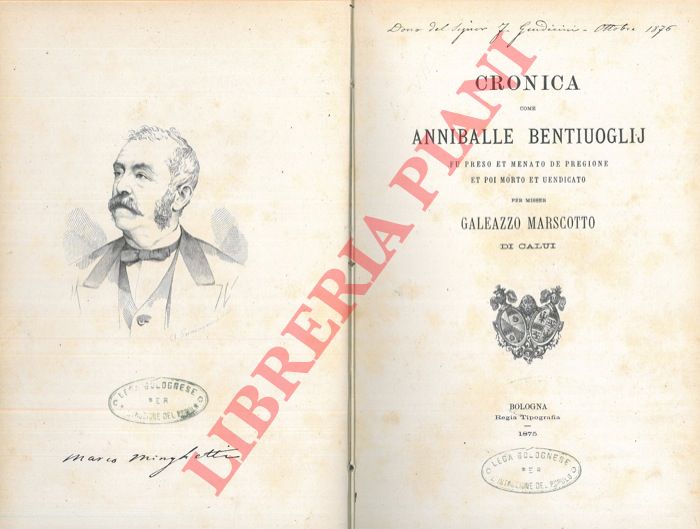 LEGA BOLOGNESE
PER
L'ISTRUZIONE DEL POPOLO
Marco Minghetti
Dono del Signor F. Guidicini - Ottobre 1876
CRONICA
COME
ANNIBALLE BENTIUOGLIJ
FU PRESO ET MENATO DE PREGIONE
ET POI MORTO ET UENDICATO
PER MISSER
GALEAZZO MARSCOTTO
DI CALUI
BOLOGNA
Regia Tipografia
1875
LEGA BOLOGNESE
PER
L'ISTRUZIONE DEL POPOLO
LIBRERIA PIANI